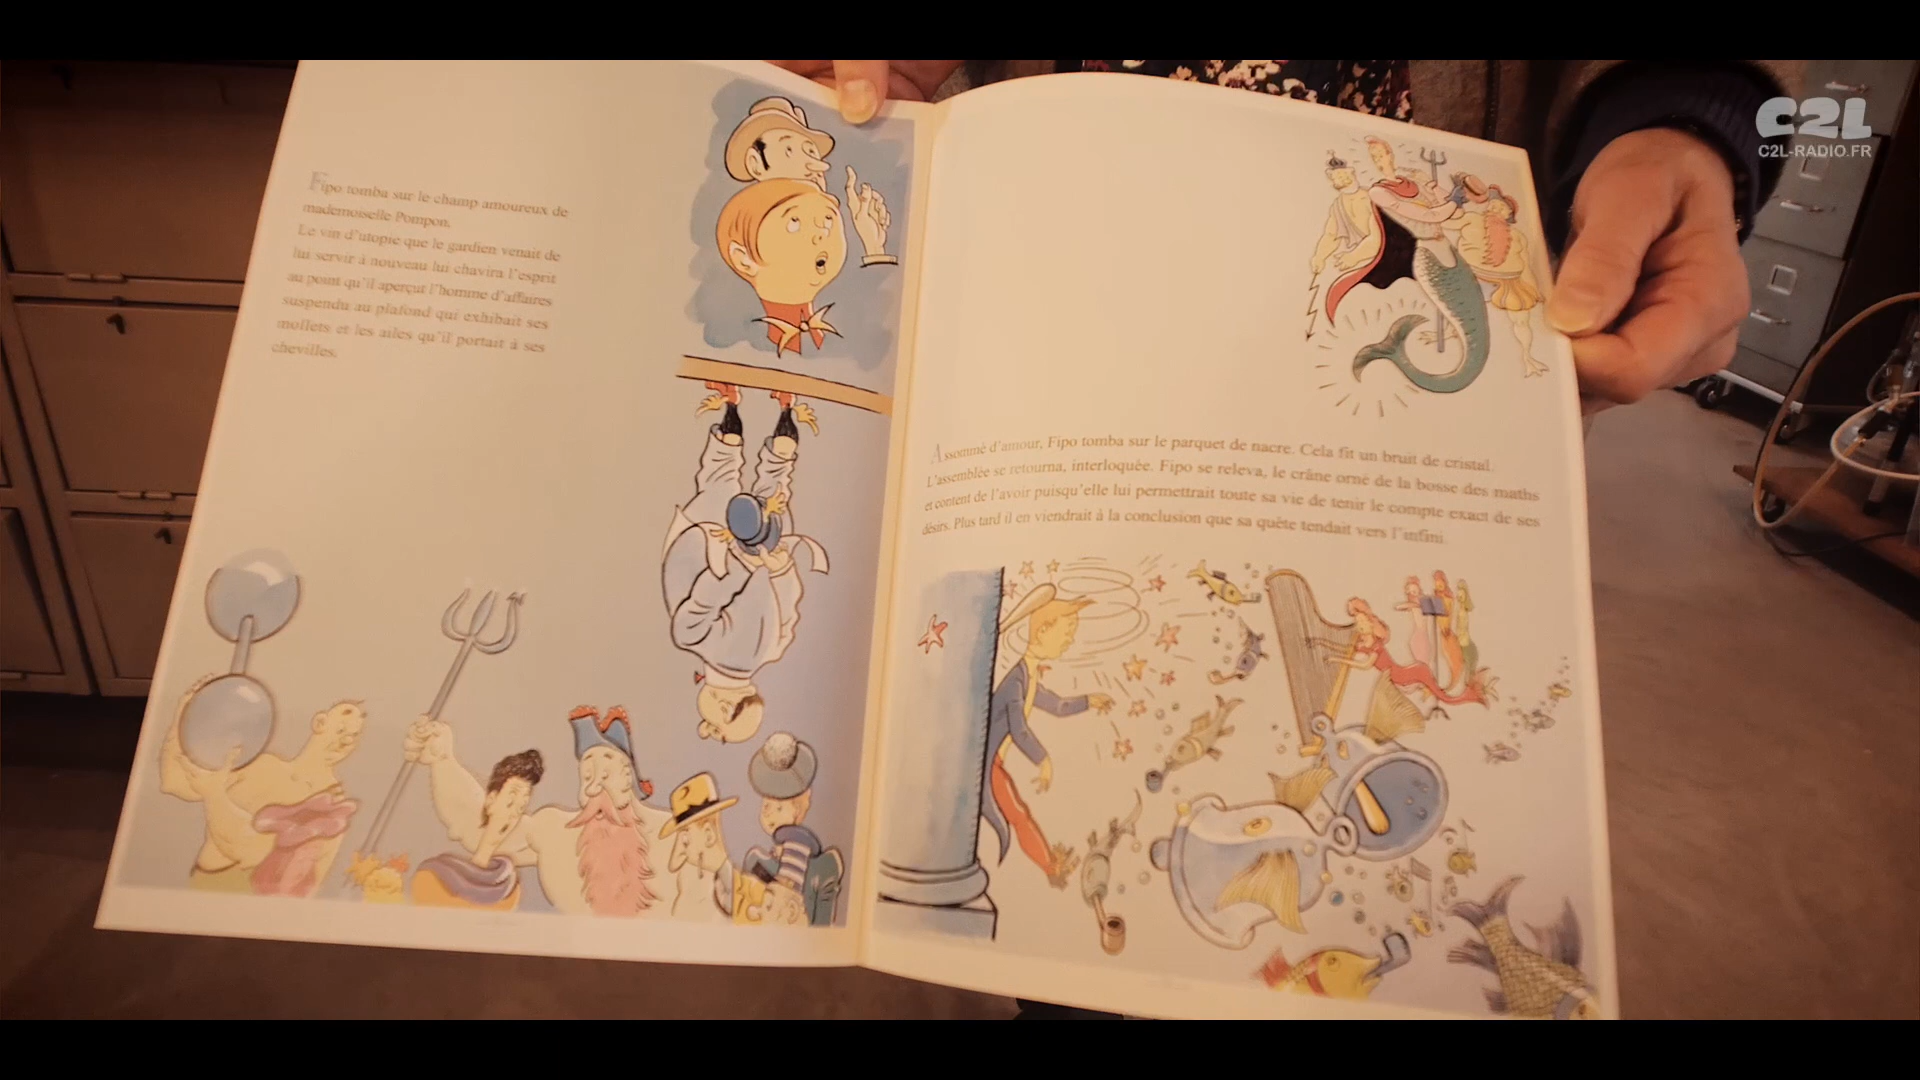 Fipo tomba sur le champ amoureux de
mademoiselle Pompon.
Le vin d'utopie que le gardien venait de
lui servir à nouveau lui chavira l'esprit
au point qu'il aperçut l'homme d'affaires
suspendu au plafond qui exhibait ses
mollets et les ailes qu'il portait à ses
chevilles.
Assommé d'amour, Fipo tomba sur le parquet de nacre. Cela fit un bruit de cristal.
L'assemblée se retourna, interloquée. Fipo se releva, le crâne orné de la bosse des maths
et content de l'avoir puisqu'elle lui permettrait toute sa vie de tenir le compte exact de ses
désirs. Plus tard il en viendrait à la conclusion que sa quête tendait vers l'infini.
C2L
C2L-RADIO.FR